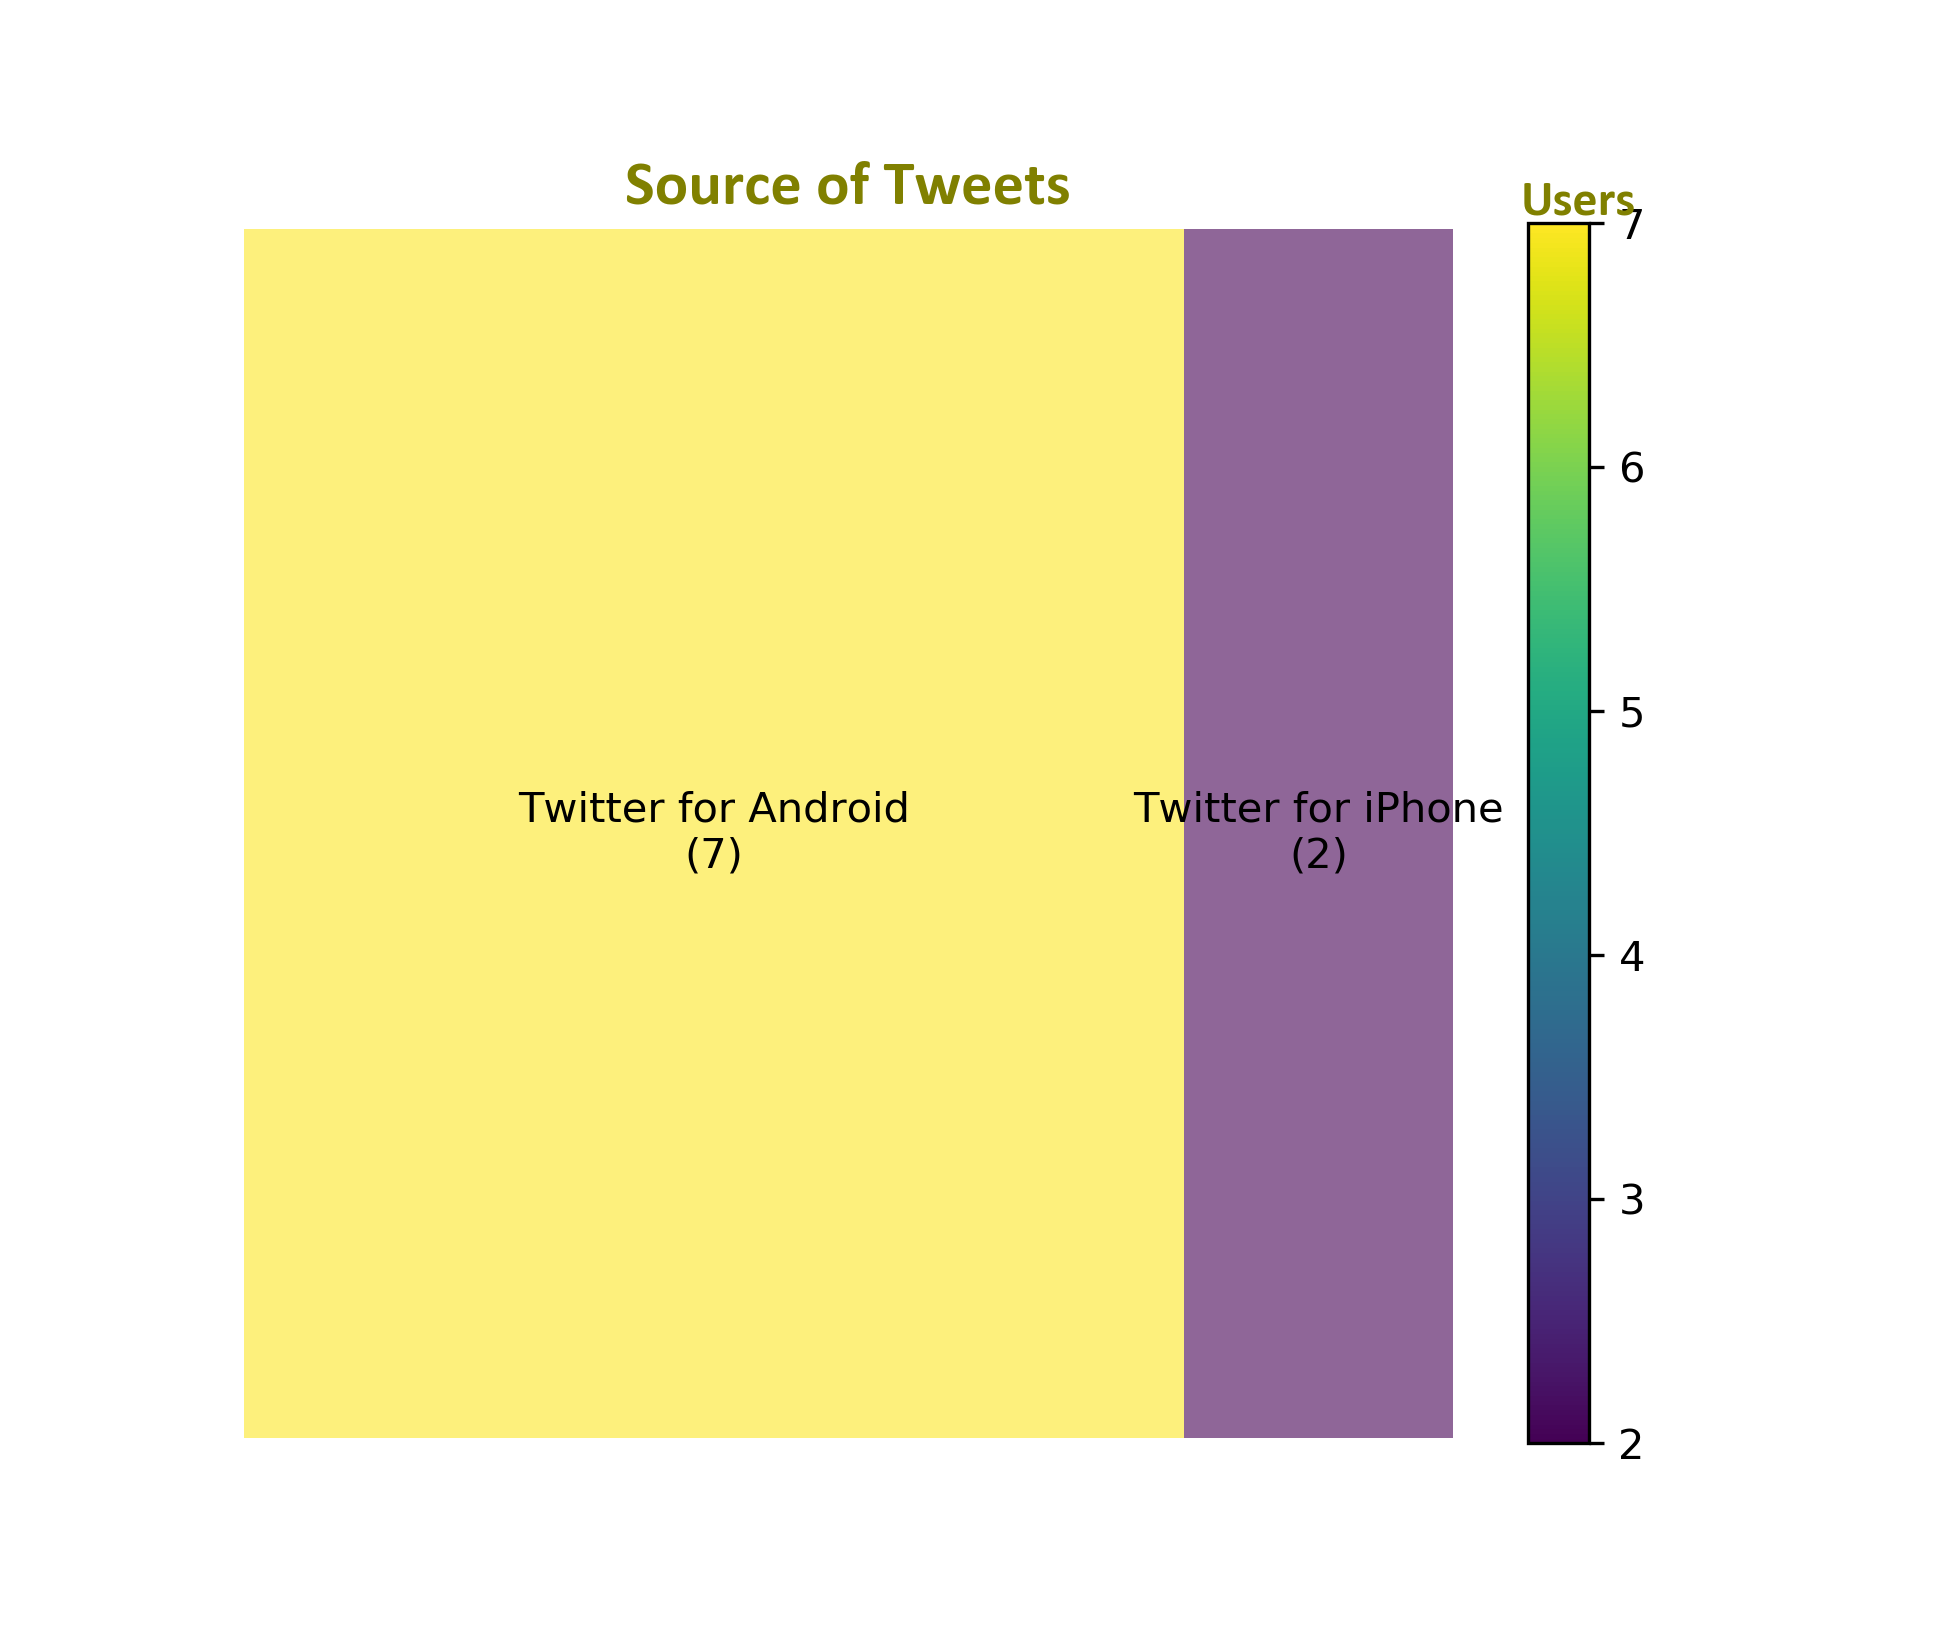 Source of Tweets
Users
Twitter for Android
(7)
Twitter for iPhone
(2)
7
6
5
4
3
2